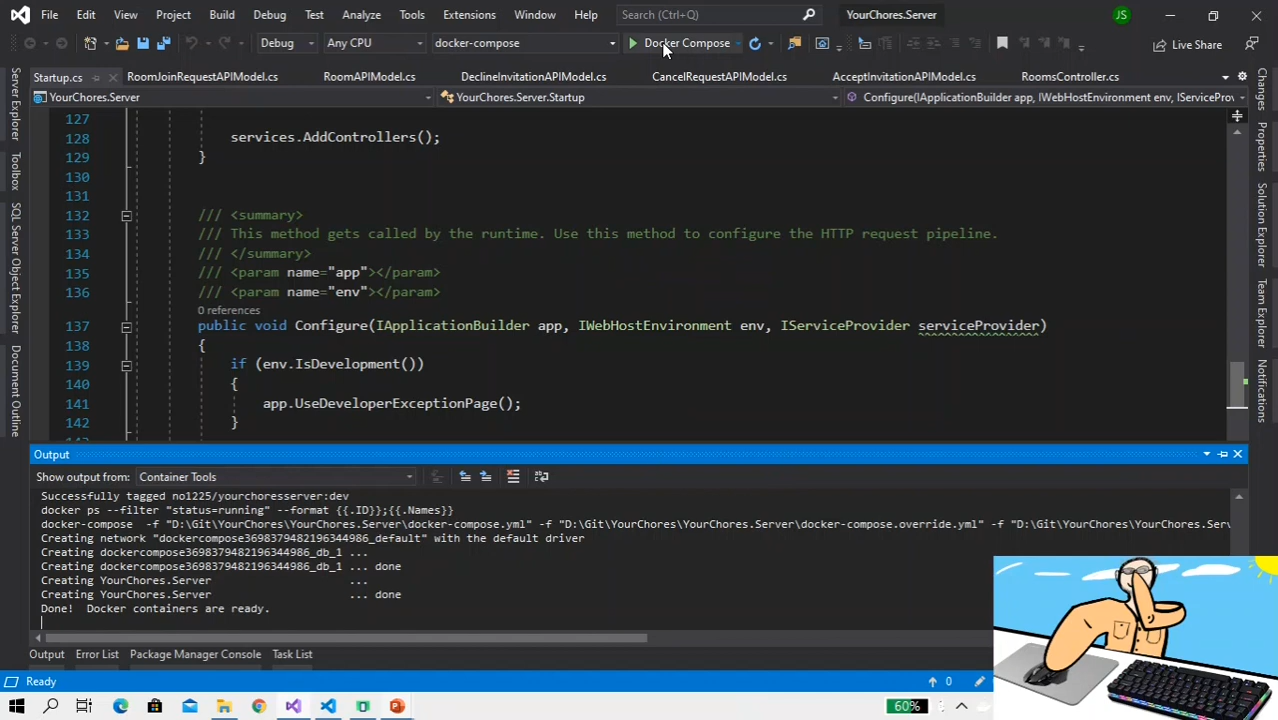 File Edit View Project Build Debug Test Analyze Tools Extensions Window Help Search (Ctrl+Q) YourChores.Server JS
Debug Any CPU docker-compose Docker Compose Live Share
Startup.cs RoomJoinRequestAPIModel.cs RoomAPIModel.cs DeclineInvitationAPIModel.cs CancelRequestAPIModel.cs AcceptInvitationAPIModel.cs RoomsController.cs
YourChores.Server YourChores.Server.Startup Configure(IApplicationBuilder app, IWebHostEnvironment env, IServiceProv
Server Explorer
Toolbox
SQL Server Object Explorer
Document Outline
127
128 services.AddControllers();
129 }
130
131
132 /// <summary>
133 /// This method gets called by the runtime. Use this method to configure the HTTP request pipeline.
134 /// </summary>
135 /// <param name="app"></param>
136 /// <param name="env"></param>
0 references
137 public void Configure(IApplicationBuilder app, IWebHostEnvironment env, IServiceProvider serviceProvider)
138 {
139 if (env.IsDevelopment())
140 {
141 app.UseDeveloperExceptionPage();
142 }
Changes
Properties
Solution Explorer
Team Explorer
Notifications
Output
Show output from: Container Tools
Successfully tagged no1225/yourchoresserver:dev
docker ps --filter "status=running" --format {{.ID}};{{.Names}}
docker-compose -f "D:\Git\YourChores\YourChores.Server\docker-compose.yml" -f "D:\Git\YourChores\YourChores.Server\docker-compose.override.yml" -f "D:\Git\YourChores\YourChores.Serv
Creating network "dockercompose3698379482196344986_default" with the default driver
Creating dockercompose3698379482196344986_db_1 ...
Creating dockercompose3698379482196344986_db_1 ... done
Creating YourChores.Server ...
Creating YourChores.Server ... done
Done! Docker containers are ready.
Output Error List Package Manager Console Task List
Ready 0
60%